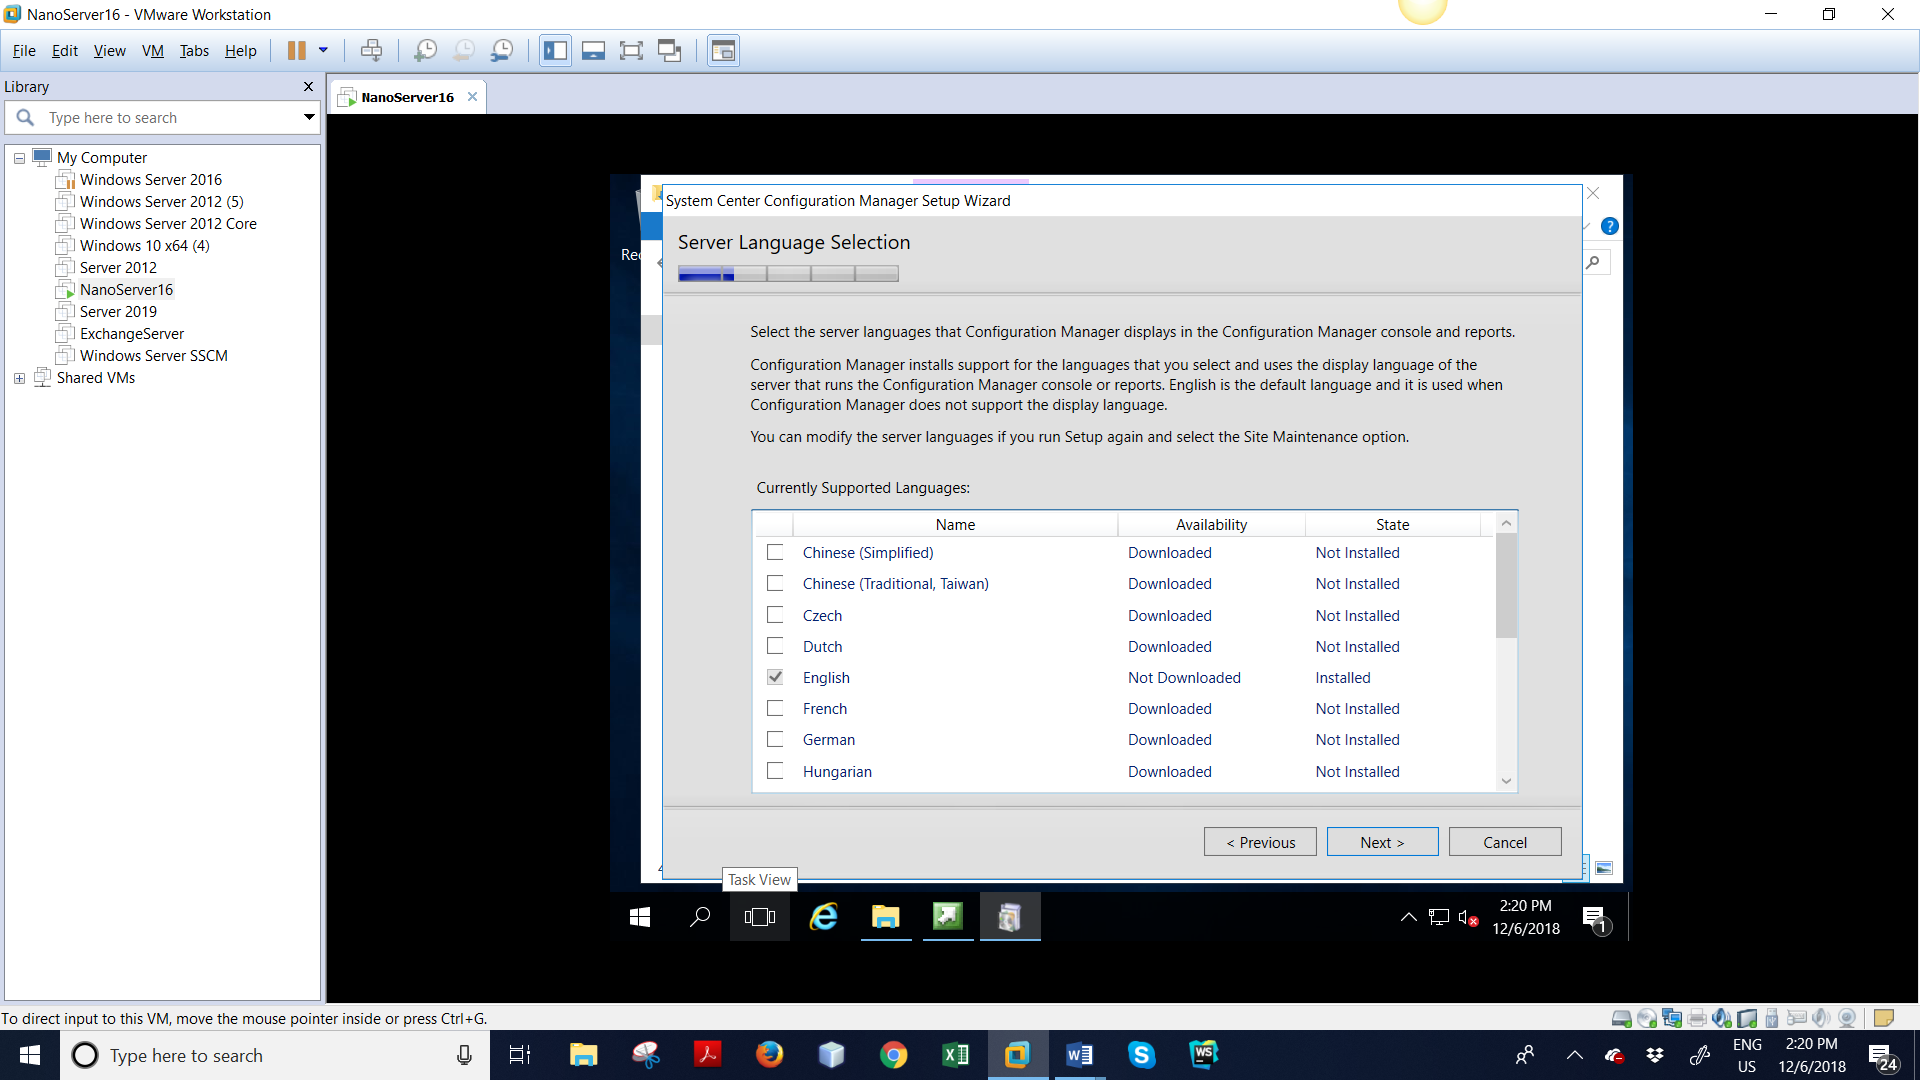 NanoServer16 - VMware Workstation
File Edit View VM Tabs Help
Library
Type here to search
My Computer
Windows Server 2016
Windows Server 2012 (5)
Windows Server 2012 Core
Windows 10 x64 (4)
Server 2012
NanoServer16
Server 2019
ExchangeServer
Windows Server SSCM
Shared VMs
NanoServer16
Rec
System Center Configuration Manager Setup Wizard
Server Language Selection
Select the server languages that Configuration Manager displays in the Configuration Manager console and reports.
Configuration Manager installs support for the languages that you select and uses the display language of the
server that runs the Configuration Manager console or reports. English is the default language and it is used when
Configuration Manager does not support the display language.
You can modify the server languages if you run Setup again and select the Site Maintenance option.
Currently Supported Languages:
Name Availability State
Chinese (Simplified) Downloaded Not Installed
Chinese (Traditional, Taiwan) Downloaded Not Installed
Czech Downloaded Not Installed
Dutch Downloaded Not Installed
English Not Downloaded Installed
French Downloaded Not Installed
German Downloaded Not Installed
Hungarian Downloaded Not Installed
< Previous Next > Cancel
Task View
2:20 PM
12/6/2018
1
To direct input to this VM, move the mouse pointer inside or press Ctrl+G.
Type here to search
WS
ENG
US
2:20 PM
12/6/2018
24